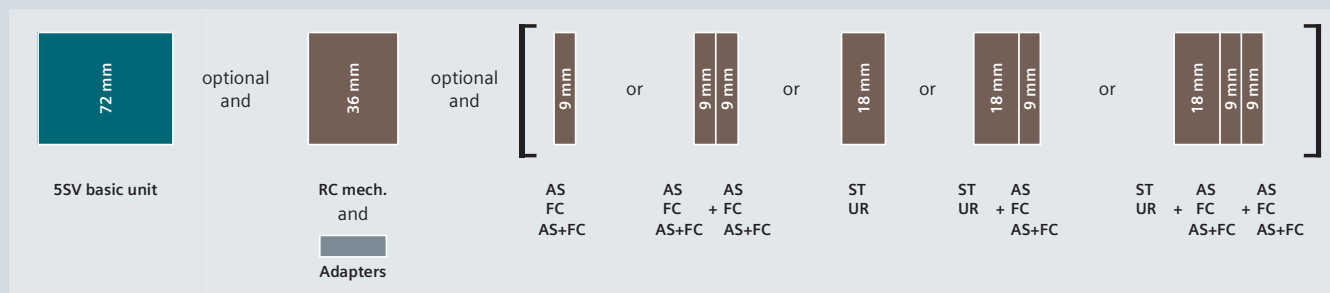 72 mm
optional
and
36 mm
optional
and
9 mm
or
9 mm
9 mm
or
18 mm
or
18 mm
9 mm
or
18 mm
9 mm
9 mm
5SV basic unit
RC mech.
and
Adapters
AS
FC
AS+FC
AS
FC
AS+FC
+
AS
FC
AS+FC
ST
UR
ST
UR
+
AS
FC
AS+FC
ST
UR
+
AS
FC
AS+FC
+
AS
FC
AS+FC